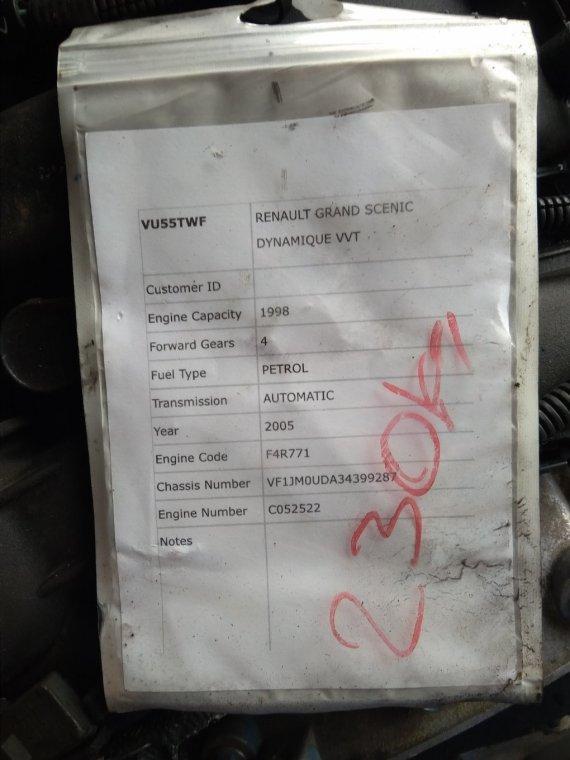 VU55TWF RENAULT GRAND SCENIC
DYNAMIQUE VVT
Customer ID
Engine Capacity 1998
Forward Gears 4
Fuel Type PETROL
Transmission AUTOMATIC
Year 2005
Engine Code F4R771
Chassis Number VF1JM0UDA34399287
Engine Number C052522
Notes